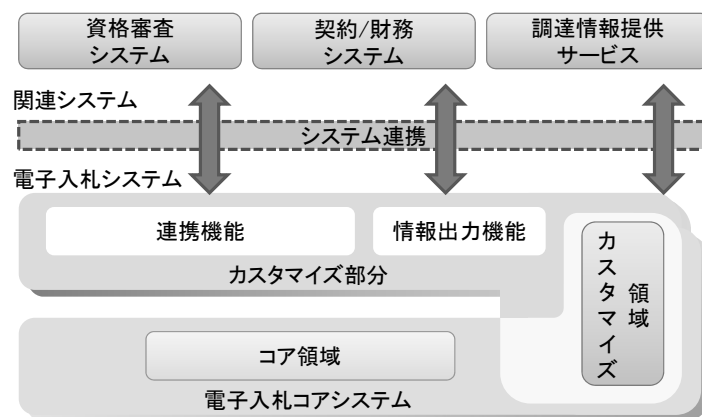 資格審査
システム
契約/財務
システム
調達情報提供
サービス
関連システム
システム連携
電子入札システム
連携機能
情報出力機能
カスタマイズ部分
カスタマイズ
領域
コア領域
電子入札コアシステム